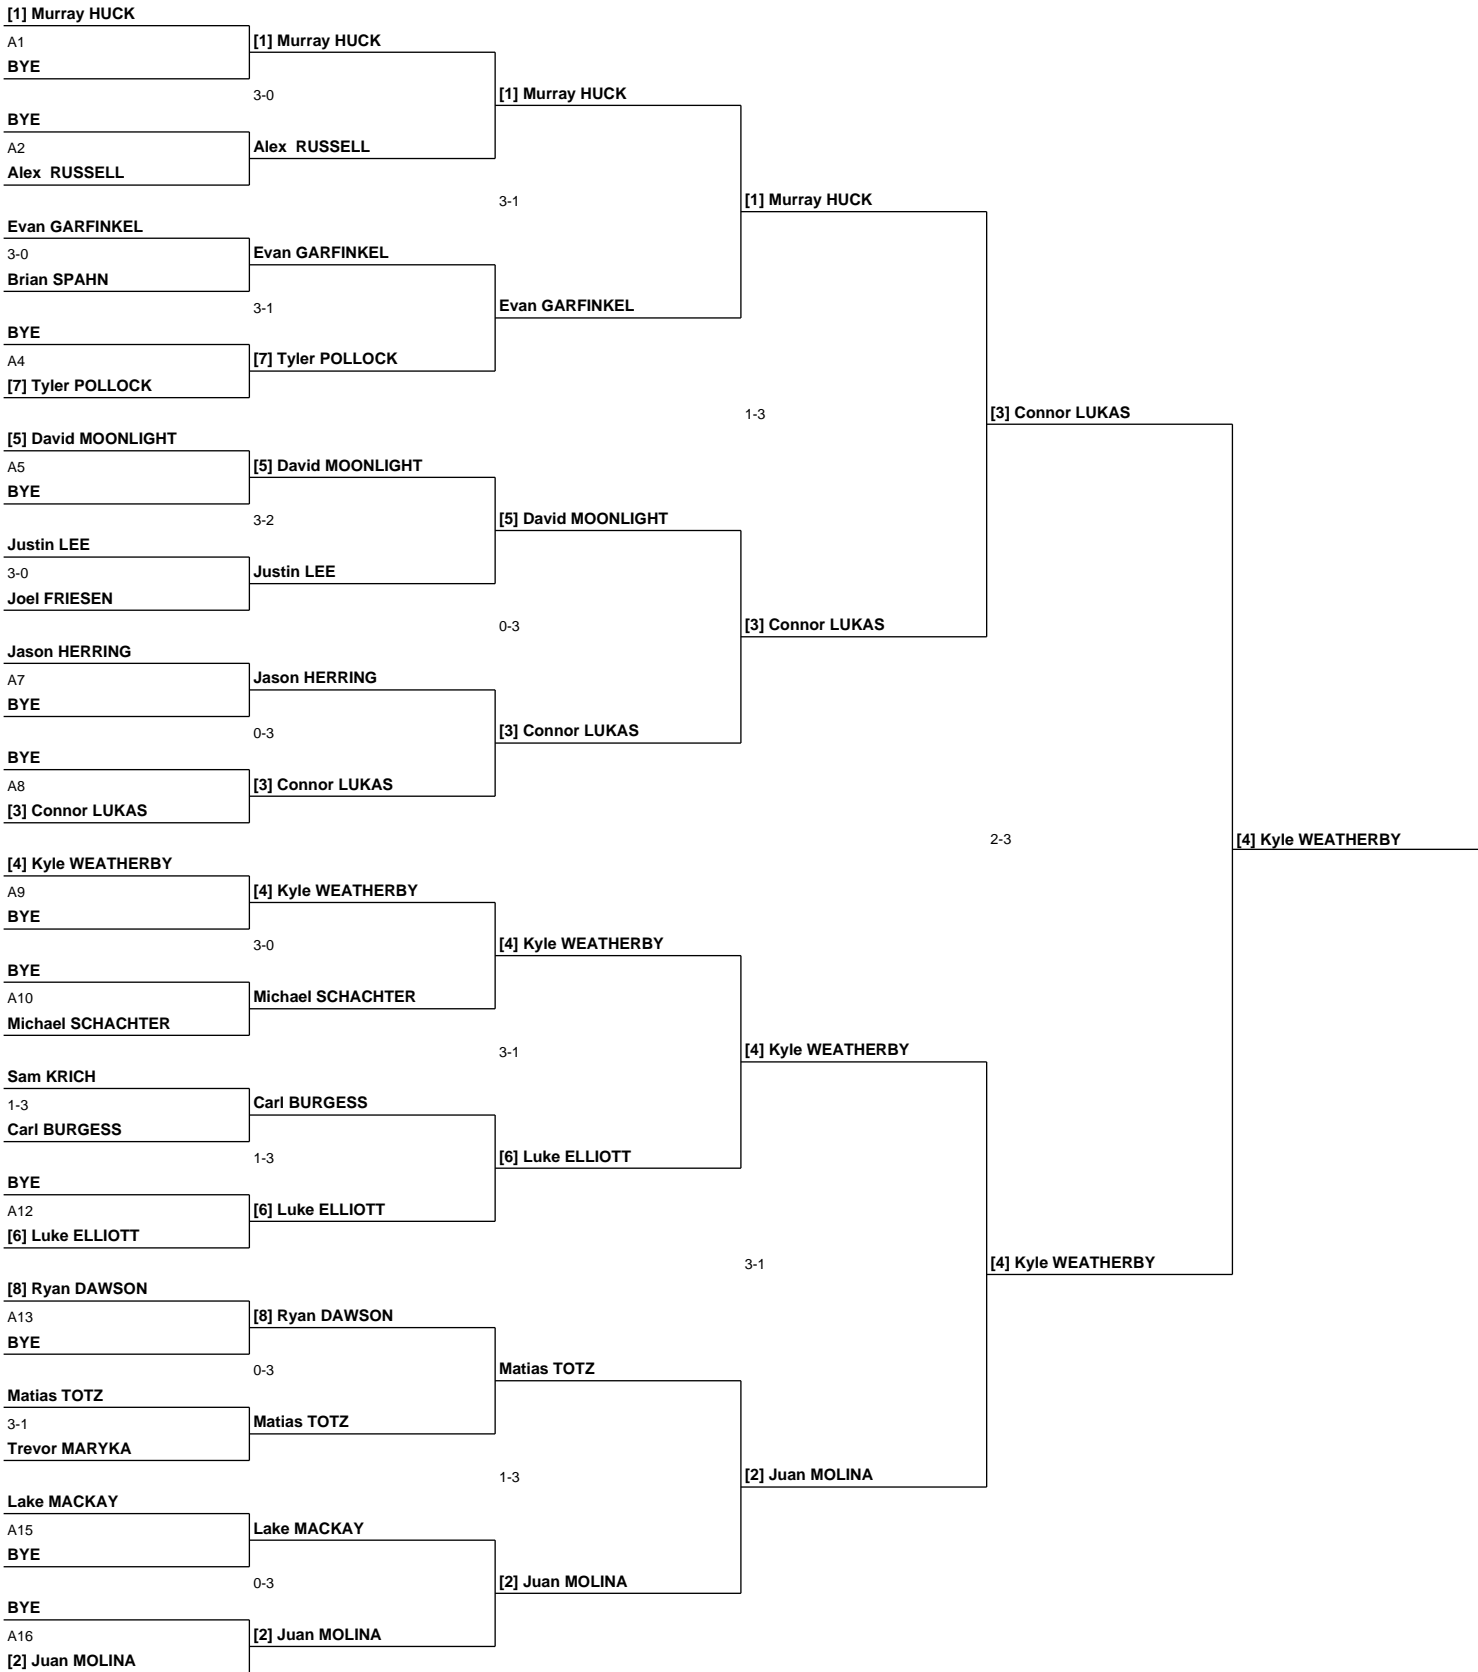 [1] Murray HUCK
A1
BYE
BYE
A2
Alex  RUSSELL
Evan GARFINKEL
3-0
Brian SPAHN
BYE
A4
[7] Tyler POLLOCK
[5] David MOONLIGHT
A5
BYE
Justin LEE
3-0
Joel FRIESEN
Jason HERRING
A7
BYE
BYE
A8
[3] Connor LUKAS
[4] Kyle WEATHERBY
A9
BYE
BYE
A10
Michael SCHACHTER
Sam KRICH
1-3
Carl BURGESS
BYE
A12
[6] Luke ELLIOTT
[8] Ryan DAWSON
A13
BYE
Matias TOTZ
3-1
Trevor MARYKA
Lake MACKAY
A15
BYE
BYE
A16
[2] Juan MOLINA
[1] Murray HUCK
3-0
Alex  RUSSELL
Evan GARFINKEL
3-1
[7] Tyler POLLOCK
[5] David MOONLIGHT
3-2
Justin LEE
Jason HERRING
0-3
[3] Connor LUKAS
[4] Kyle WEATHERBY
3-0
Michael SCHACHTER
Carl BURGESS
1-3
[6] Luke ELLIOTT
[8] Ryan DAWSON
0-3
Matias TOTZ
Lake MACKAY
0-3
[2] Juan MOLINA
[1] Murray HUCK
3-1
Evan GARFINKEL
[5] David MOONLIGHT
0-3
[3] Connor LUKAS
[4] Kyle WEATHERBY
3-1
[6] Luke ELLIOTT
Matias TOTZ
1-3
[2] Juan MOLINA
[1] Murray HUCK
1-3
[3] Connor LUKAS
[4] Kyle WEATHERBY
3-1
[2] Juan MOLINA
[3] Connor LUKAS
2-3
[4] Kyle WEATHERBY
[4] Kyle WEATHERBY